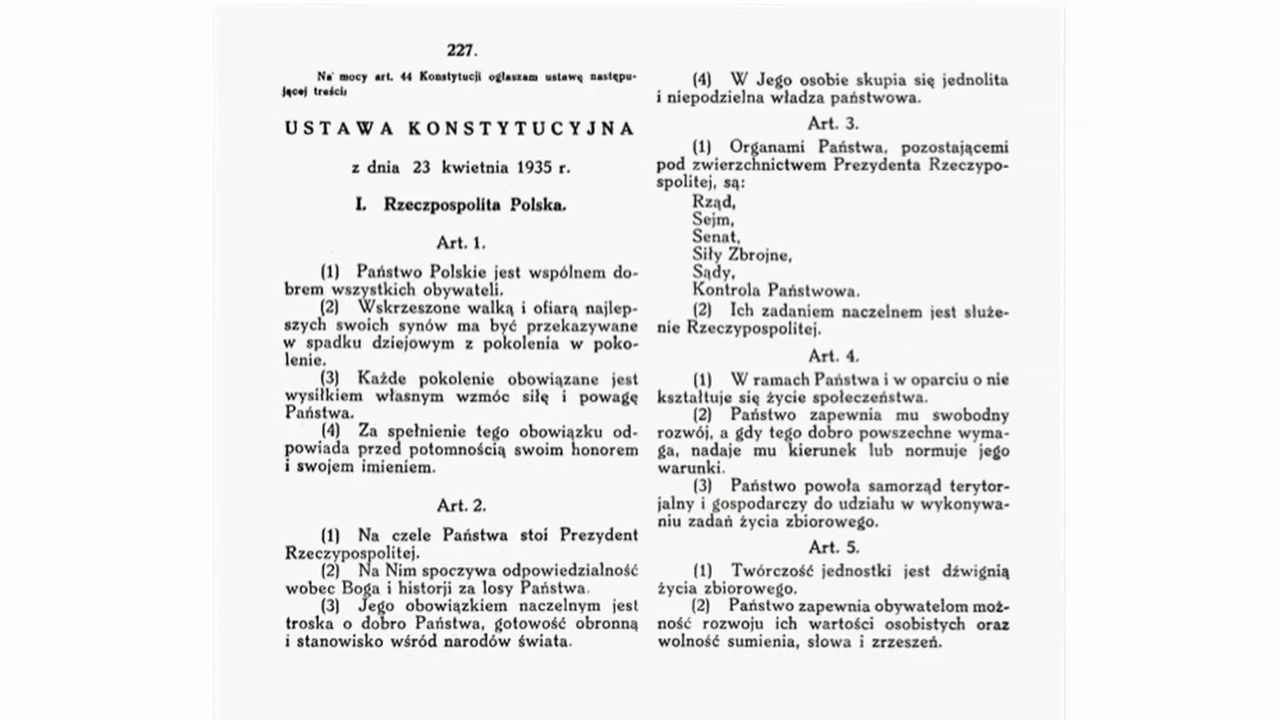 227.
Na mocy art. 44 Konstytucji ogłaszam ustawę następu-
jącej treści:
USTAWA KONSTYTUCYJNA
z dnia 23 kwietnia 1935 r.
I. Rzeczpospolita Polska.
Art. 1.
(1) Państwo Polskie jest wspólnem do-
brem wszystkich obywateli.
(2) Wskrzeszone walką i ofiarą najlep-
szych swoich synów ma być przekazywane
w spadku dziejowym z pokolenia w poko-
lenie.
(3) Każde pokolenie obowiązane jest
wysiłkiem własnym wzmóc siłę i powagę
Państwa.
(4) Za spełnienie tego obowiązku od-
powiada przed potomnością swoim honorem
i swojem imieniem.
Art. 2.
(1) Na czele Państwa stoi Prezydent
Rzeczypospolitej.
(2) Na Nim spoczywa odpowiedzialność
wobec Boga i historji za losy Państwa.
(3) Jego obowiązkiem naczelnym jest
troska o dobro Państwa, gotowość obronną
i stanowisko wśród narodów świata.
(4) W Jego osobie skupia się jednolita
i niepodzielna władza państwowa.
Art. 3.
(1) Organami Państwa, pozostającemi
pod zwierzchnictwem Prezydenta Rzeczypo-
spolitej, są:
Rząd,
Sejm,
Senat,
Siły Zbrojne,
Sądy,
Kontrola Państwowa.
(2) Ich zadaniem naczelnem jest służe-
nie Rzeczypospolitej.
Art. 4.
(1) W ramach Państwa i w oparciu o nie
kształtuje się życie społeczeństwa.
(2) Państwo zapewnia mu swobodny
rozwój, a gdy tego dobro powszechne wyma-
ga, nadaje mu kierunek lub normuje jego
warunki.
(3) Państwo powoła samorząd terytor-
jalny i gospodarczy do udziału w wykonywa-
niu zadań życia zbiorowego.
Art. 5.
(1) Twórczość jednostki jest dźwignią
życia zbiorowego.
(2) Państwo zapewnia obywatelom moż-
ność rozwoju ich wartości osobistych oraz
wolność sumienia, słowa i zrzeszeń.